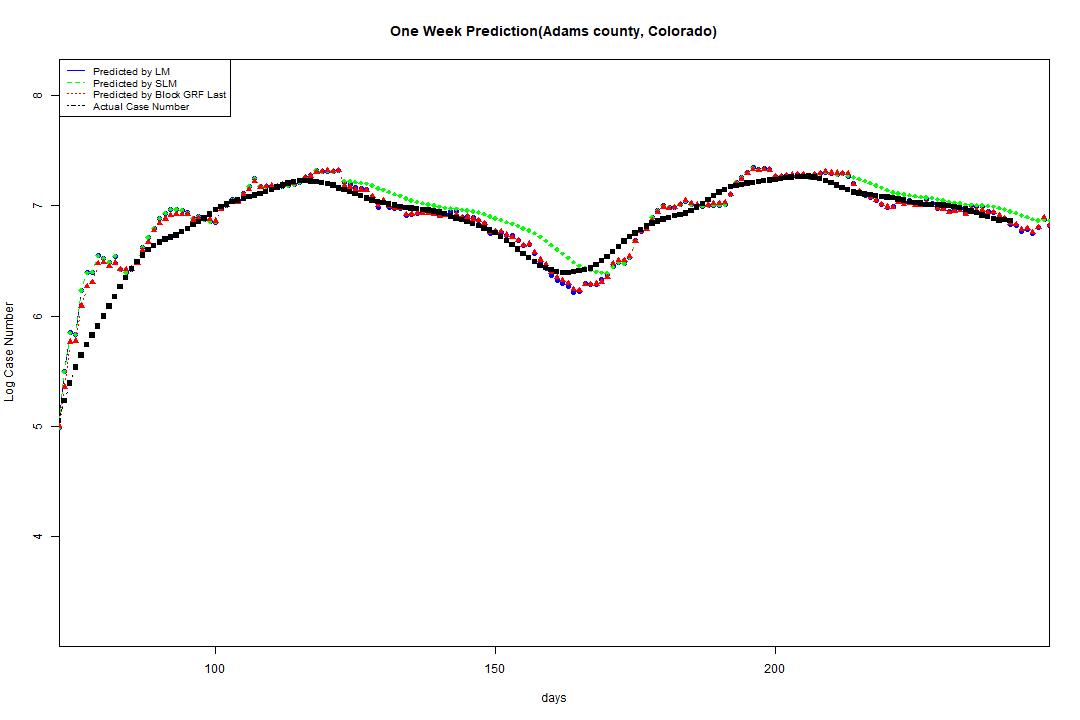 One Week Prediction(Adams county, Colorado)
Predicted by LM
Predicted by SLM
Predicted by Block GRF Last
Actual Case Number
8
7
6
5
4
Log Case Number
100 150 200
days